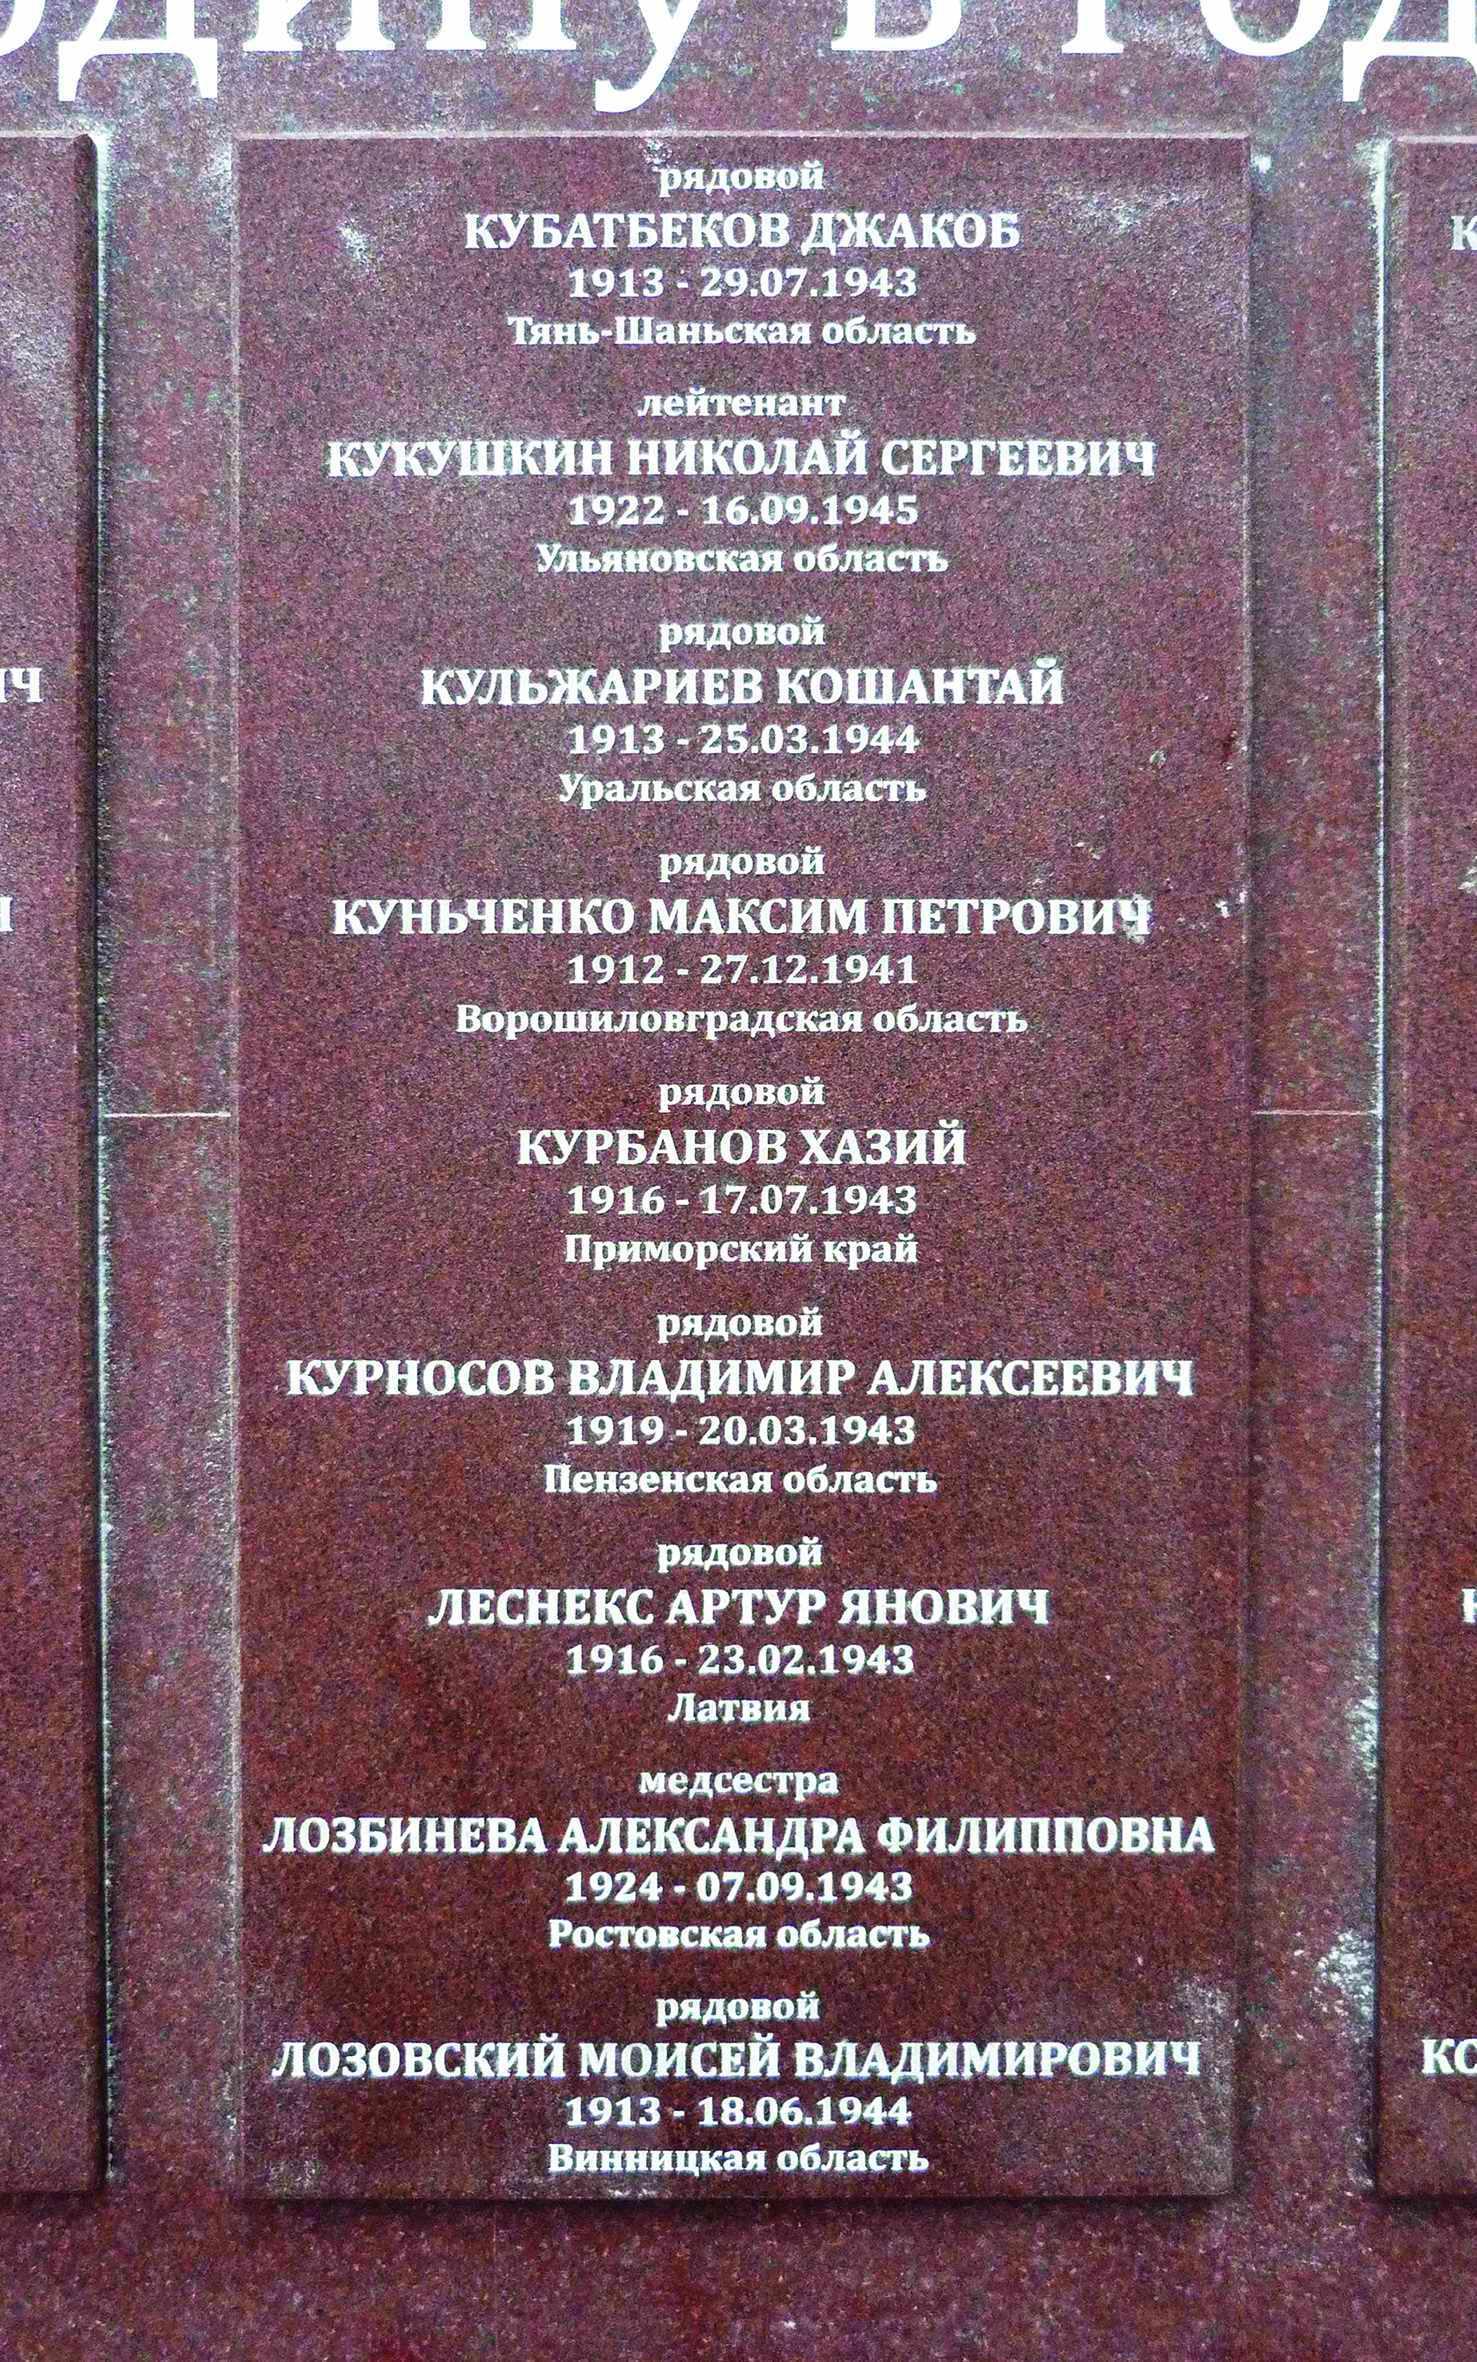 рядовой
КУБАТБЕКОВ ДЖАКОБ
1913 - 29.07.1943
Тянь-Шаньская область
лейтенант
КУКУШКИН НИКОЛАЙ СЕРГЕЕВИЧ
1922 - 16.09.1945
Ульяновская область
рядовой
КУЛЬЖАРИЕВ КОШАНТАЙ
1913 - 25.03.1944
Уральская область
рядовой
КУНЬЧЕНКО МАКСИМ ПЕТРОВИЧ
1912 - 27.12.1941
Ворошиловградская область
рядовой
КУРБАНОВ ХАЗИЙ
1916 - 17.07.1943
Приморский край
рядовой
КУРНОСОВ ВЛАДИМИР АЛЕКСЕЕВИЧ
1919 - 20.03.1943
Пензенская область
рядовой
ЛЕСНЕКС АРТУР ЯНОВИЧ
1916 - 23.02.1943
Латвия
медсестра
ЛОЗБИНЕВА АЛЕКСАНДРА ФИЛИППОВНА
1924 - 07.09.1943
Ростовская область
рядовой
ЛОЗОВСКИЙ МОИСЕЙ ВЛАДИМИРОВИЧ
1913 - 18.06.1944
Винницкая область